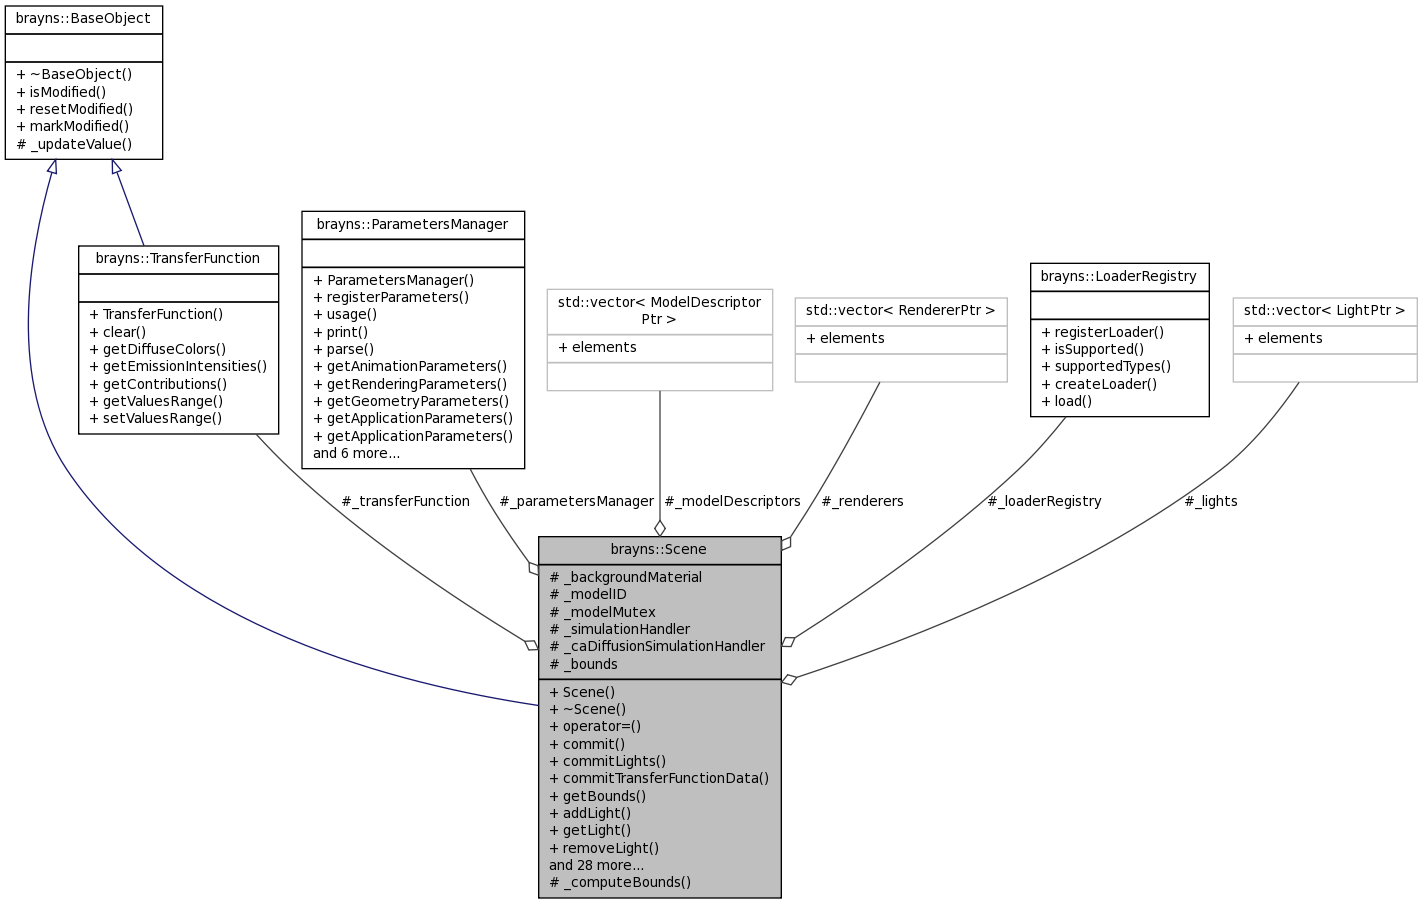 brayns::BaseObject
+ ~BaseObject()
+ isModified()
+ resetModified()
+ markModified()
# _updateValue()
brayns::TransferFunction
+ TransferFunction()
+ clear()
+ getDiffuseColors()
+ getEmissionIntensities()
+ getContributions()
+ getValuesRange()
+ setValuesRange()
brayns::ParametersManager
+ ParametersManager()
+ registerParameters()
+ usage()
+ print()
+ parse()
+ getAnimationParameters()
+ getRenderingParameters()
+ getGeometryParameters()
+ getApplicationParameters()
+ getApplicationParameters()
and 6 more...
std::vector< ModelDescriptor
Ptr >
+ elements
std::vector< RendererPtr >
+ elements
brayns::LoaderRegistry
+ registerLoader()
+ isSupported()
+ supportedTypes()
+ createLoader()
+ load()
std::vector< LightPtr >
+ elements
#_transferFunction
#_parametersManager
#_modelDescriptors
#_renderers
#_loaderRegistry
#_lights
brayns::Scene
# _backgroundMaterial
# _modelID
# _modelMutex
# _simulationHandler
# _caDiffusionSimulationHandler
# _bounds
+ Scene()
+ ~Scene()
+ operator=()
+ commit()
+ commitLights()
+ commitTransferFunctionData()
+ getBounds()
+ addLight()
+ getLight()
+ removeLight()
and 28 more...
# _computeBounds()